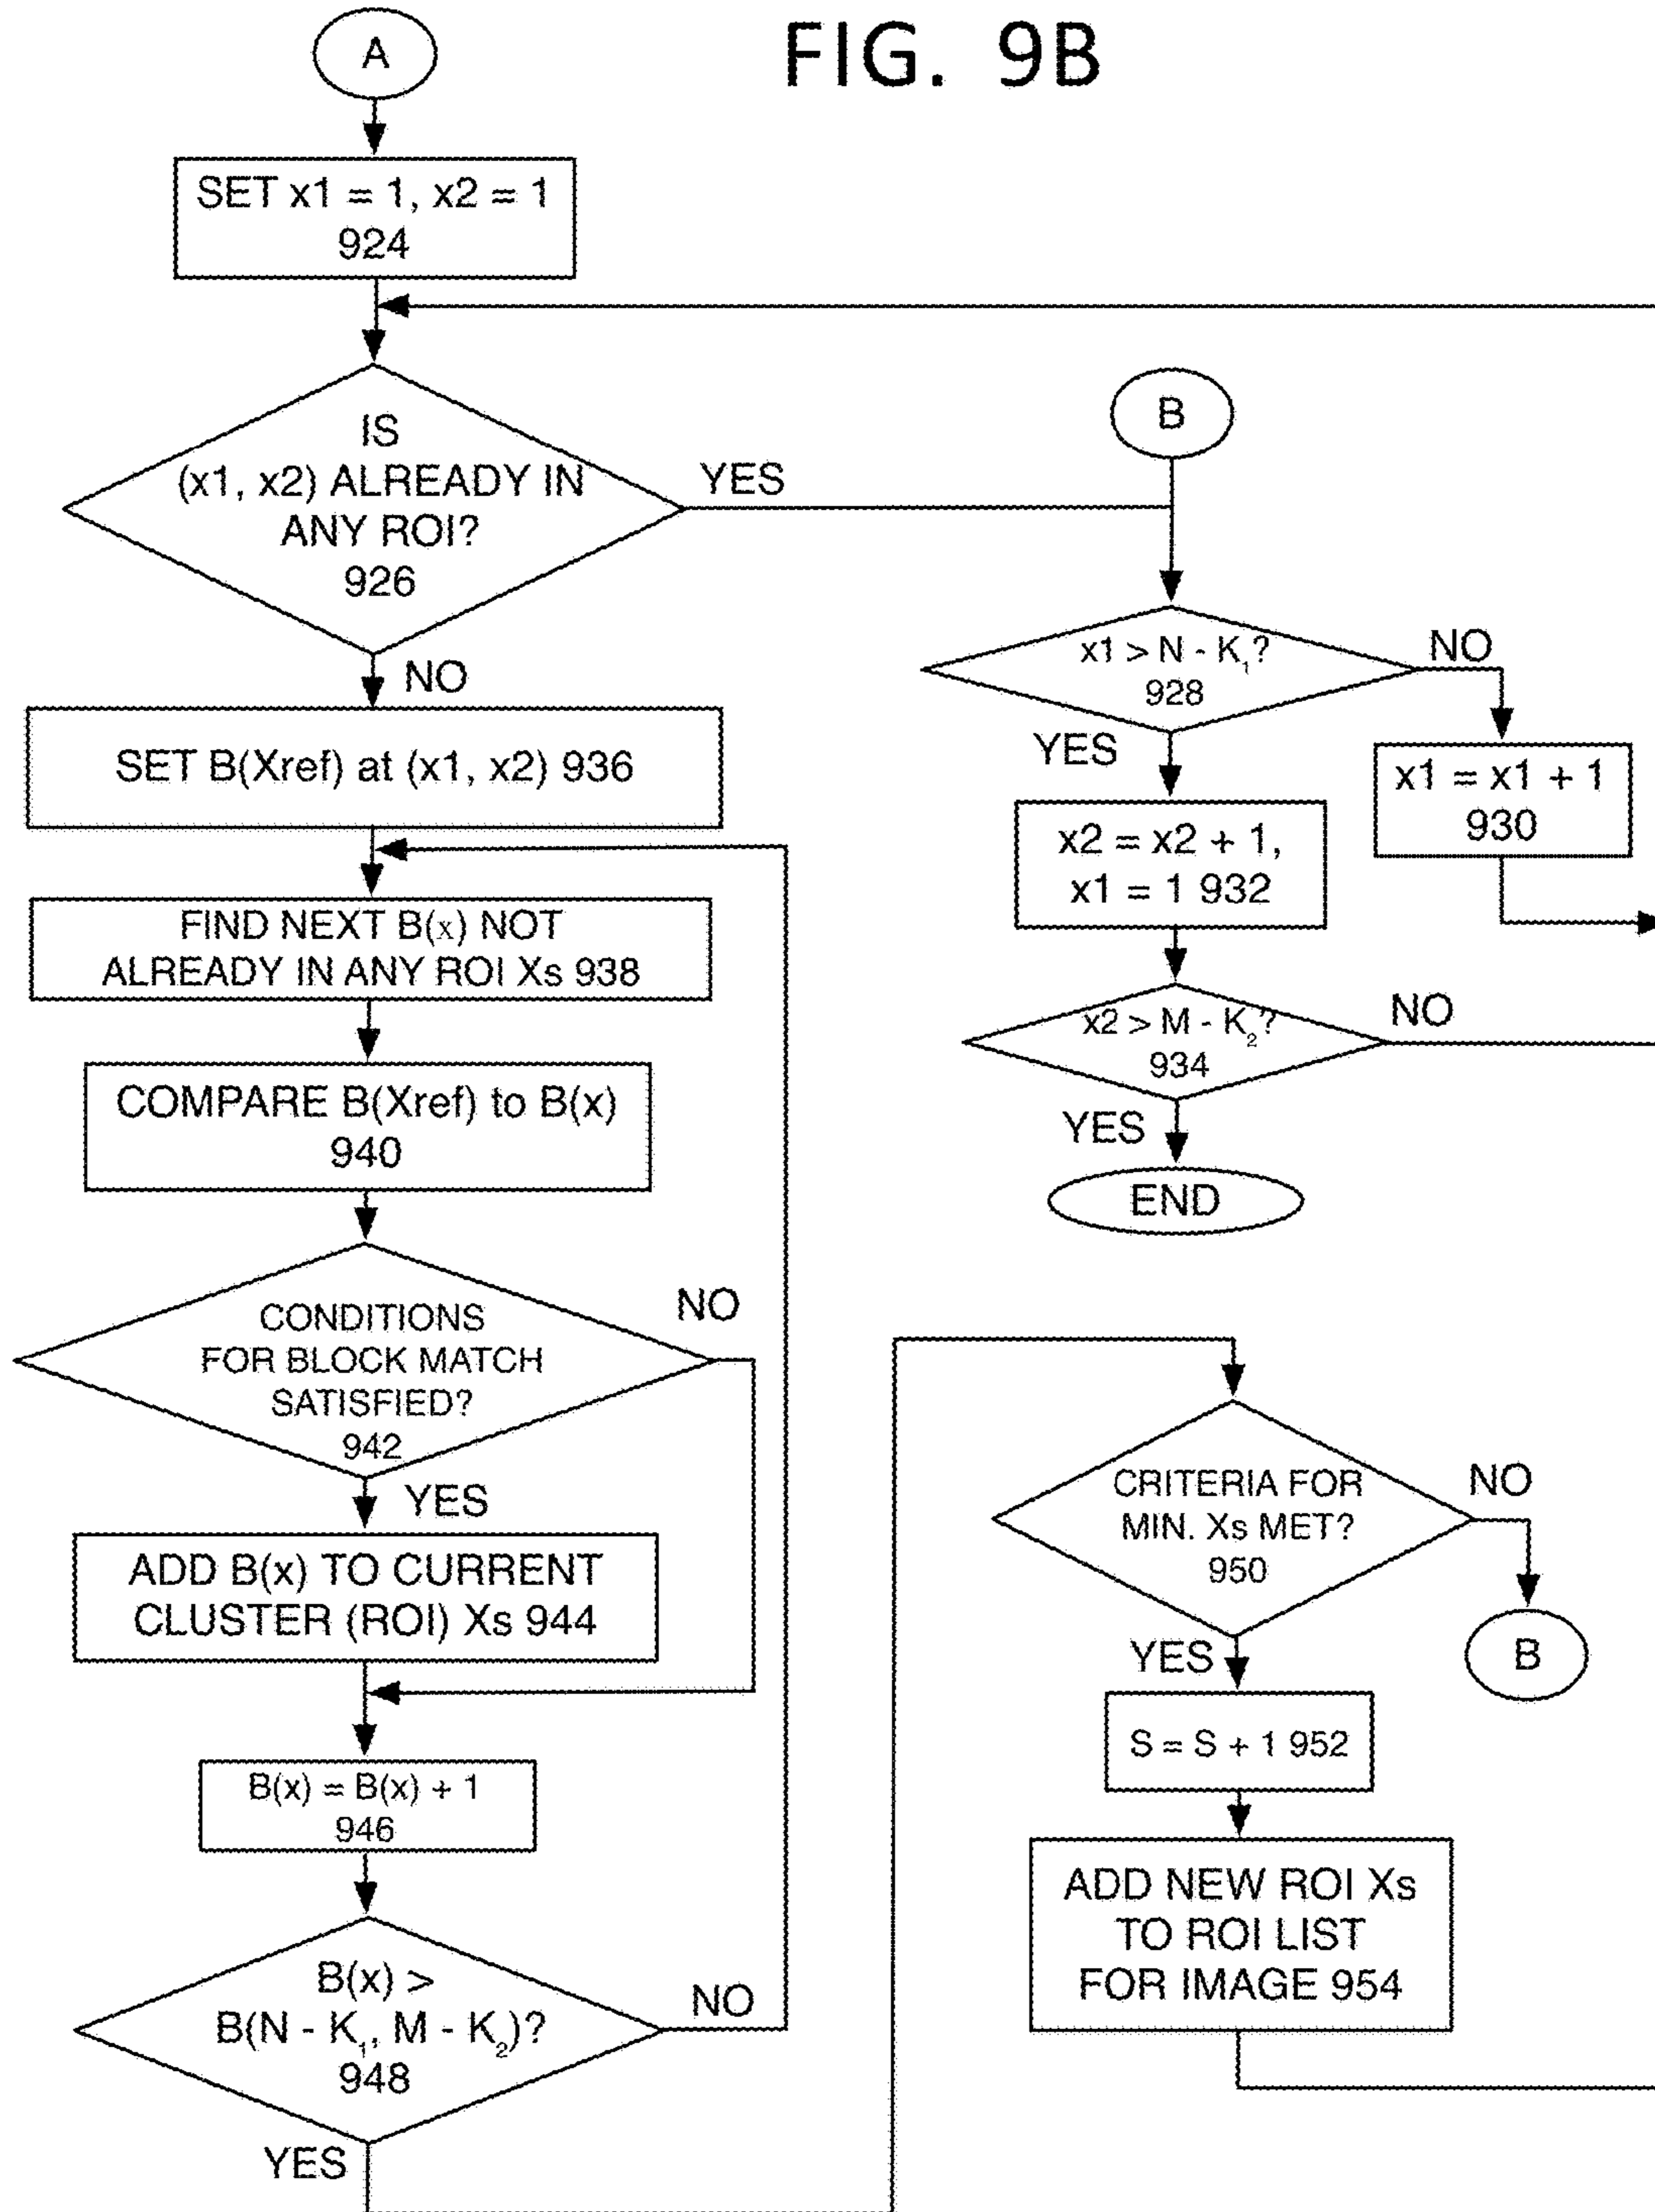 FIG. 9B
A
SET x1 = 1, x2 = 1
924
IS
(x1, x2) ALREADY IN
ANY ROI?
926
YES
NO
SET B(Xref) at (x1, x2) 936
FIND NEXT B(x) NOT
ALREADY IN ANY ROI Xs 938
COMPARE B(Xref) to B(x)
940
CONDITIONS
FOR BLOCK MATCH
SATISFIED?
942
NO
YES
ADD B(x) TO CURRENT
CLUSTER (ROI) Xs 944
B(x) = B(x) + 1
946
B(x) >
B(N - K₁, M - K₂)?
948
NO
YES
B
x1 > N - K₁?
928
NO
YES
x1 = x1 + 1
930
x2 = x2 + 1,
x1 = 1 932
x2 > M - K₂?
934
NO
YES
END
CRITERIA FOR
MIN. Xs MET?
950
NO
B
YES
S = S + 1 952
ADD NEW ROI Xs
TO ROI LIST
FOR IMAGE 954